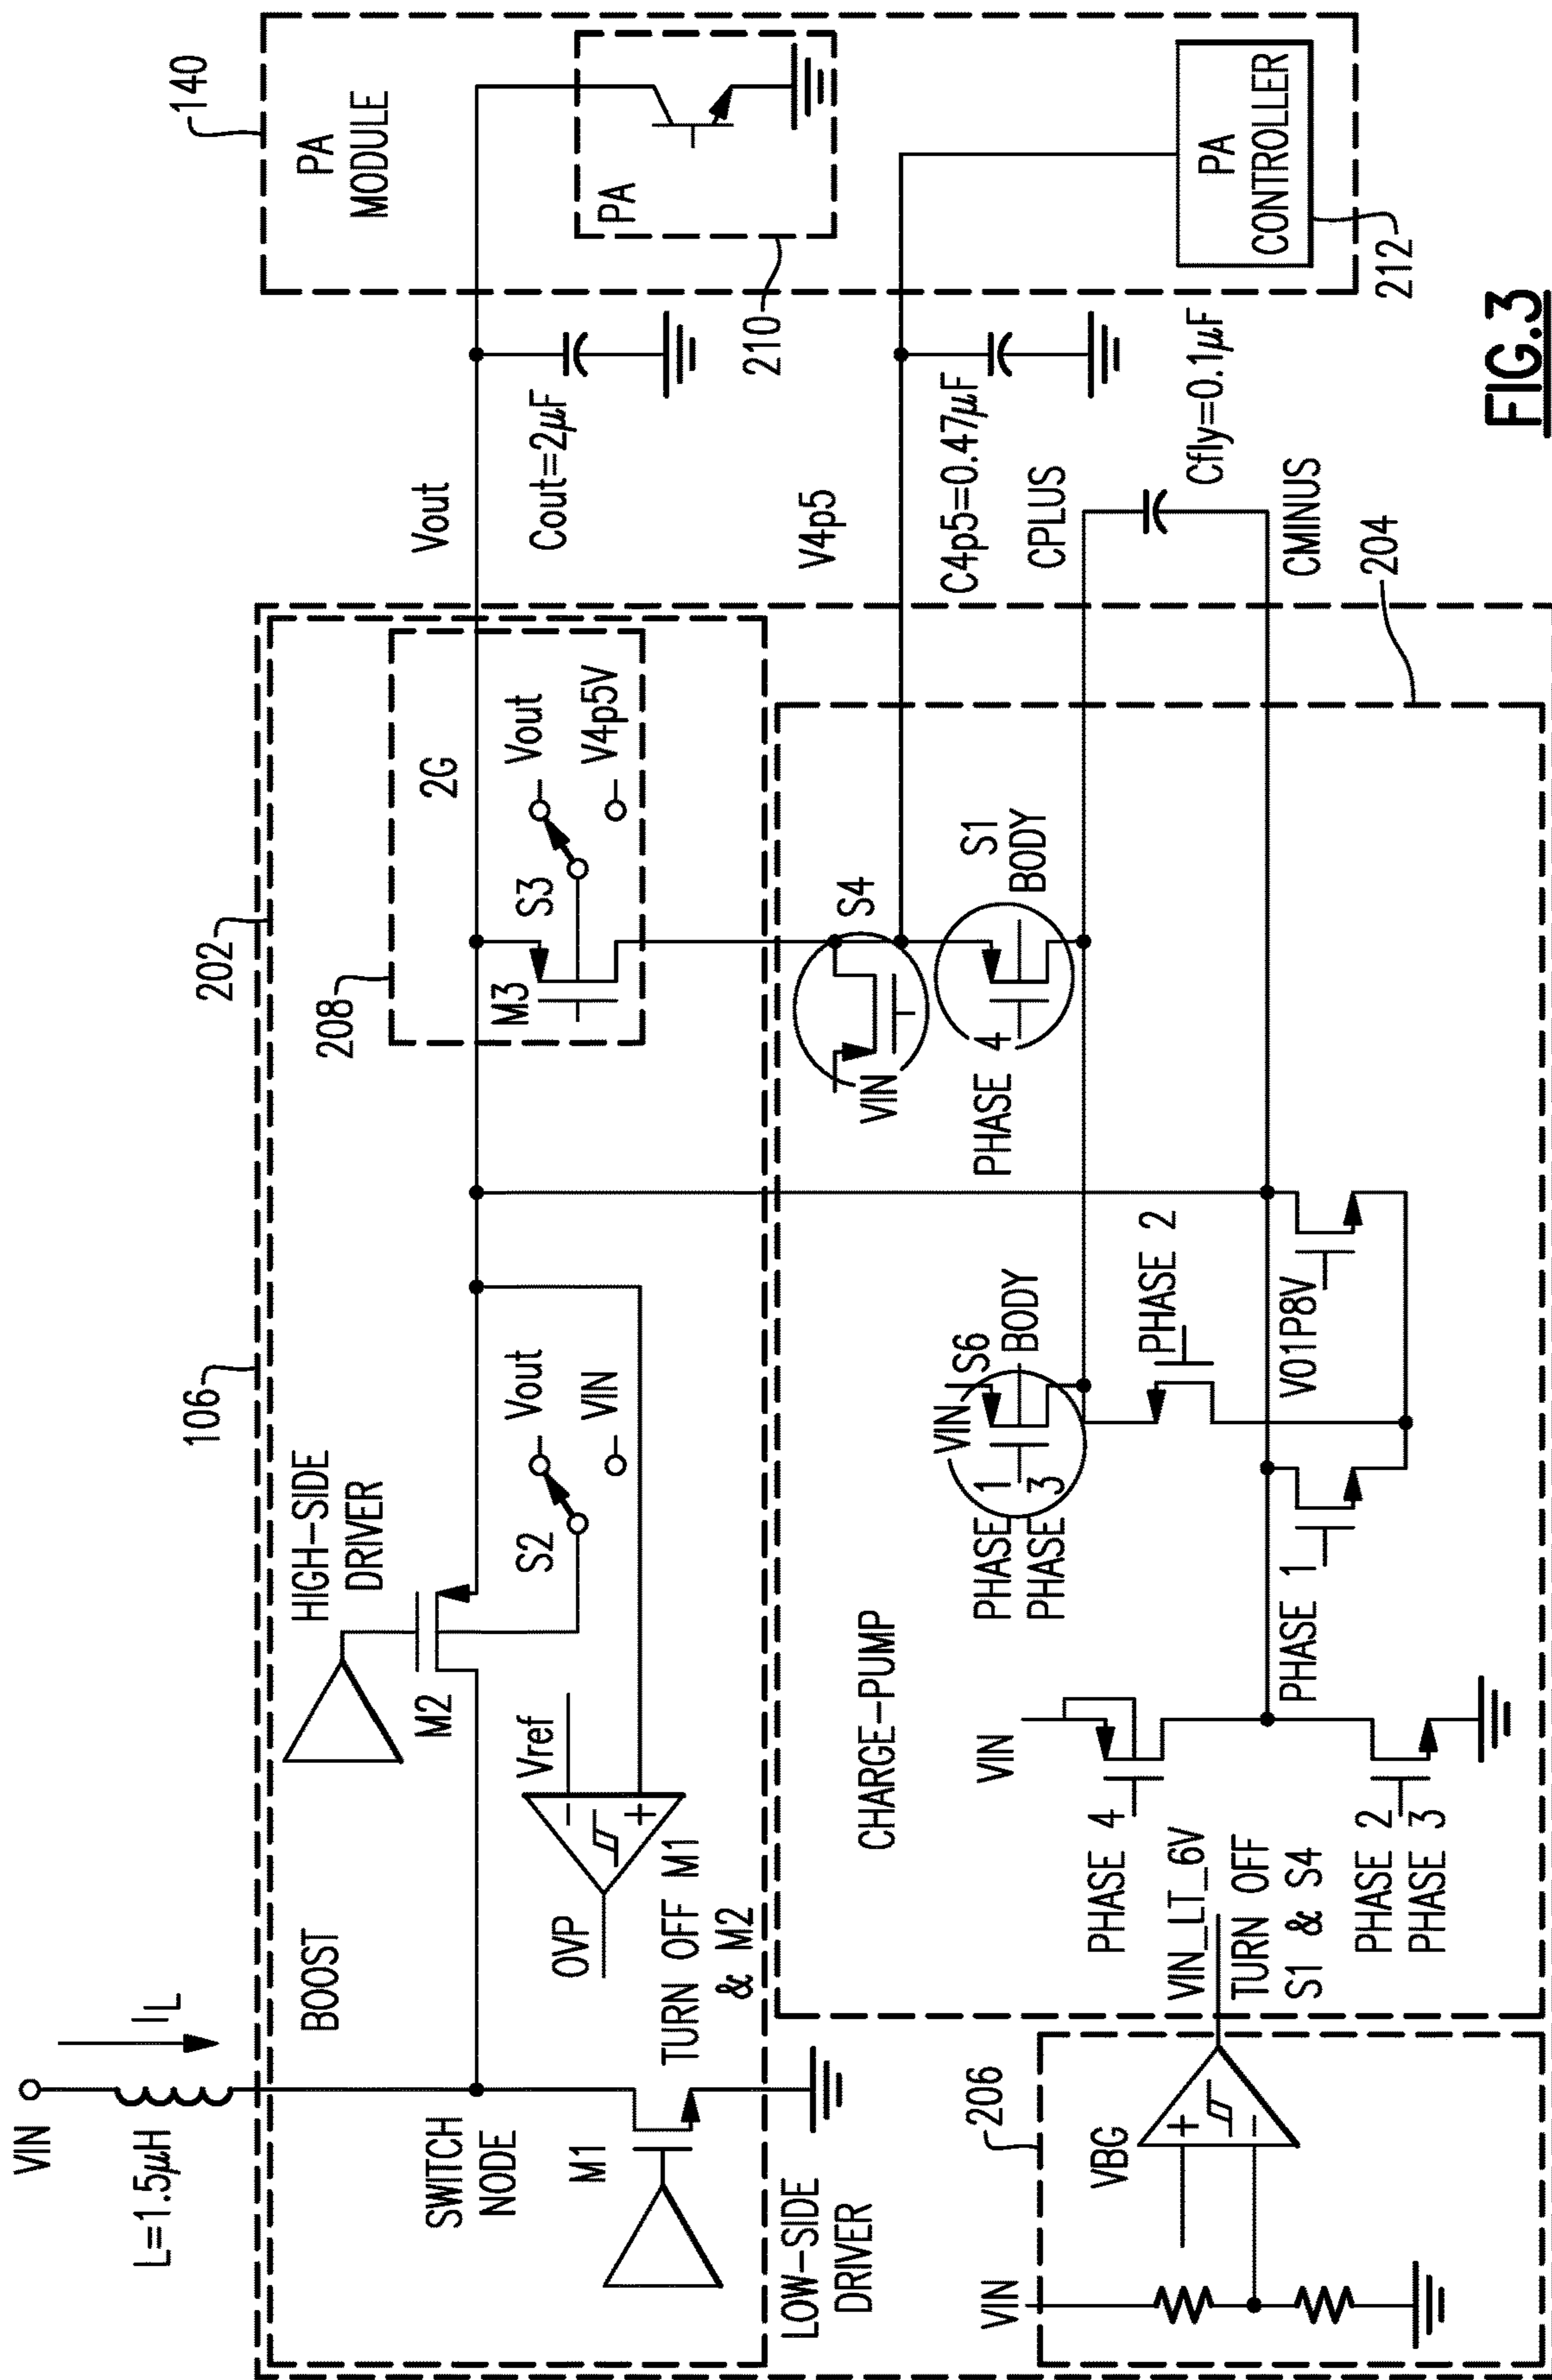 VIN
L=1.5μH
IL
106
202
208
BOOST
HIGH-SIDE
DRIVER
SWITCH
NODE
M2
S2
Vout
VIN
Vref
−
+
OVP
M1
LOW-SIDE
DRIVER
TURN OFF M1
& M2
2G
M3
S3
Vout
V4p5V
Vout
Cout=2μF
140
PA
MODULE
PA
210
V4p5
C4p5=0.47μF
PA
CONTROLLER
212
CPLUS
Cfly=0.1μF
CMINUS
204
CHARGE-PUMP
VIN
S4
PHASE 4
S1
BODY
VIN
S6
BODY
PHASE 1
PHASE 3
PHASE 2
VIN
PHASE 4
PHASE 1
V01P8V
PHASE 2
PHASE 3
206
VIN
VBG
+
−
VIN_LT_6V
TURN OFF
S1 & S4
FIG.3